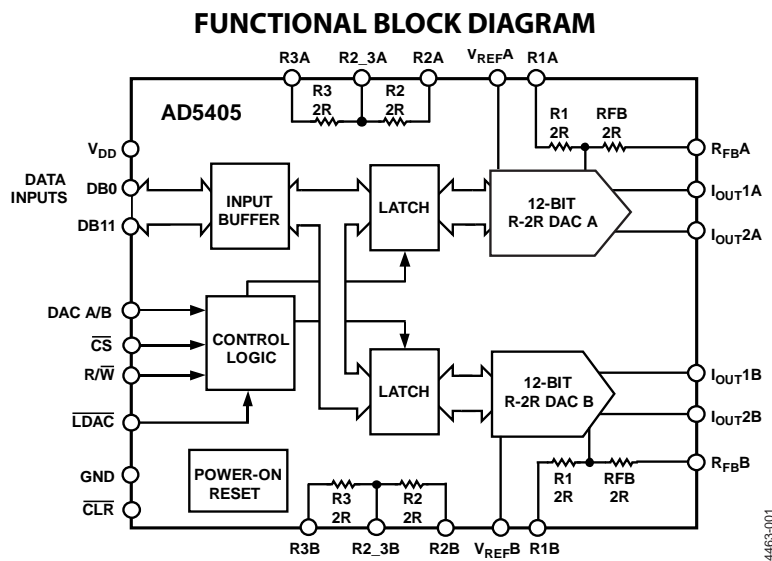 FUNCTIONAL BLOCK DIAGRAM
R3A R2_3A R2A VREFA R1A
AD5405
R3 2R
R2 2R
R1 2R
RFB 2R
VDD
RFBA
DATA INPUTS
DB0
DB11
INPUT BUFFER
LATCH
12-BIT R-2R DAC A
IOUT1A
IOUT2A
DAC A/B
CS
R/W
LDAC
CONTROL LOGIC
LATCH
12-BIT R-2R DAC B
IOUT1B
IOUT2B
GND
CLR
POWER-ON RESET
R3 2R
R2 2R
R1 2R
RFB 2R
RFBB
R3B R2_3B R2B VREFB R1B
4463-001